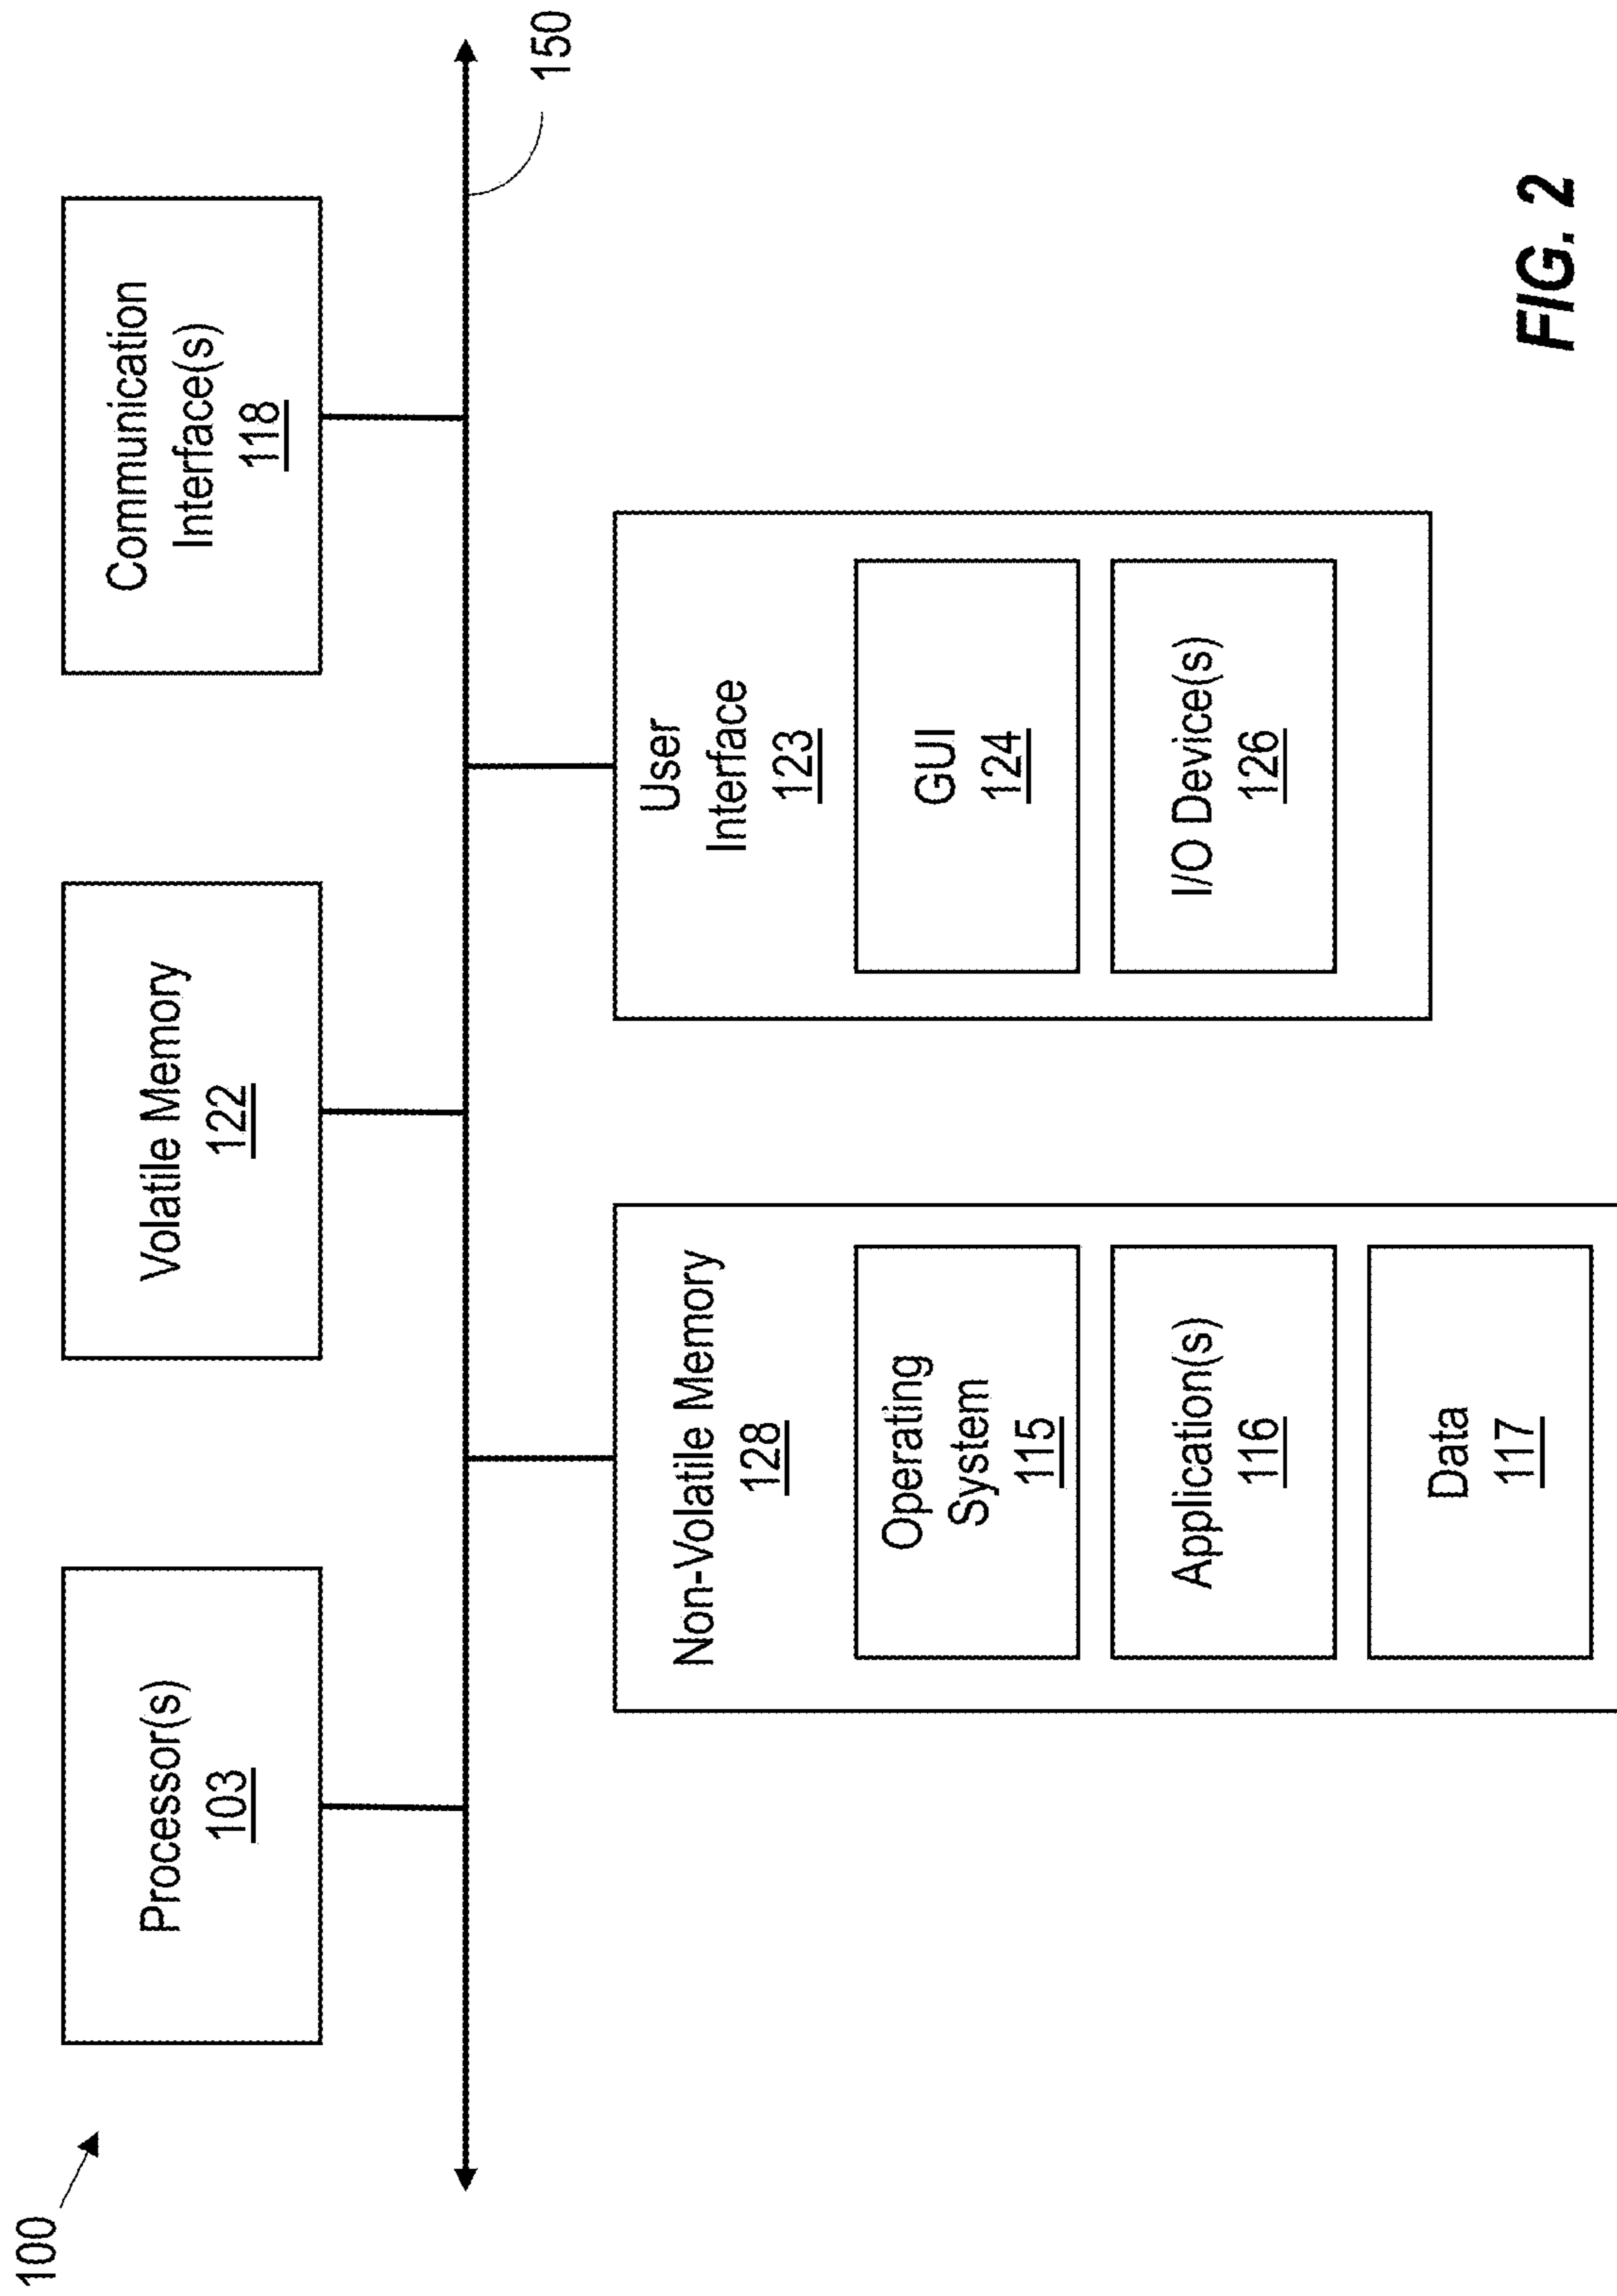 100
Processor(s)
103
Volatile Memory
122
Communication
Interface(s)
118
150
Non-Volatile Memory
128
Operating
System
115
Application(s)
116
Data
117
User
Interface
123
GUI
124
I/O Device(s)
126
FIG. 2